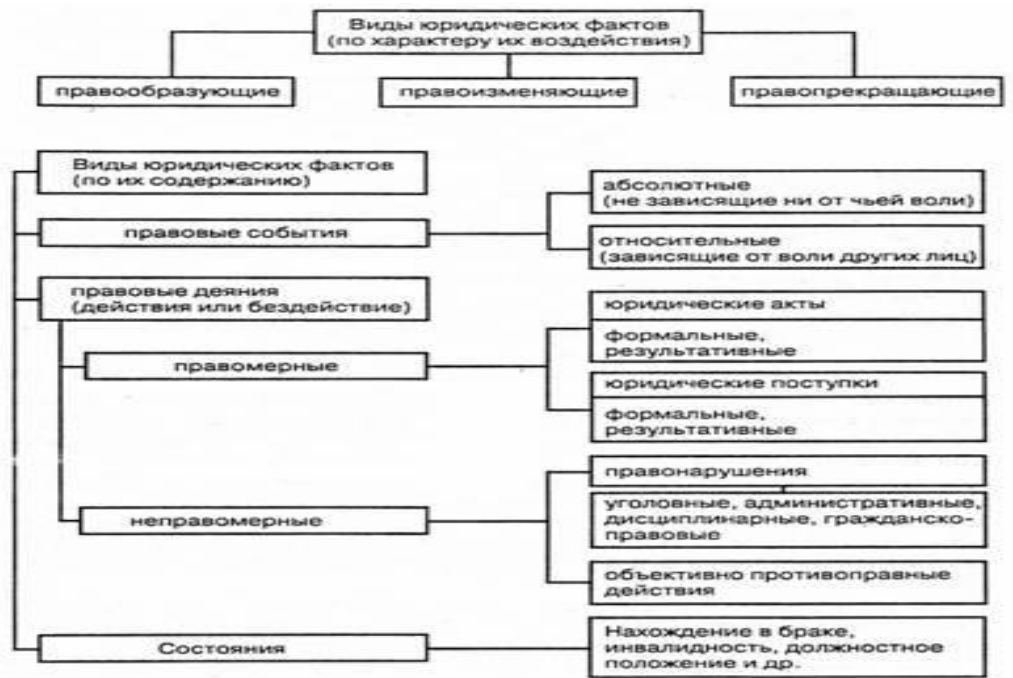 Виды юридических фактов
(по характеру их воздействия)
правообразующие
правоизменяющие
правопрекращающие
Виды юридических фактов
(по их содержанию)
абсолютные
(не зависящие ни от чьей воли)
правовые события
относительные
(зависящие от воли других лиц)
правовые деяния
(действия или бездействие)
юридические акты
формальные,
результативные
правомерные
юридические поступки
формальные,
результативные
правонарушения
неправомерные
уголовные, административные,
дисциплинарные, гражданско-
правовые
объективно противоправные
действия
Состояния
Нахождение в браке,
инвалидность, должностное
положение и др.